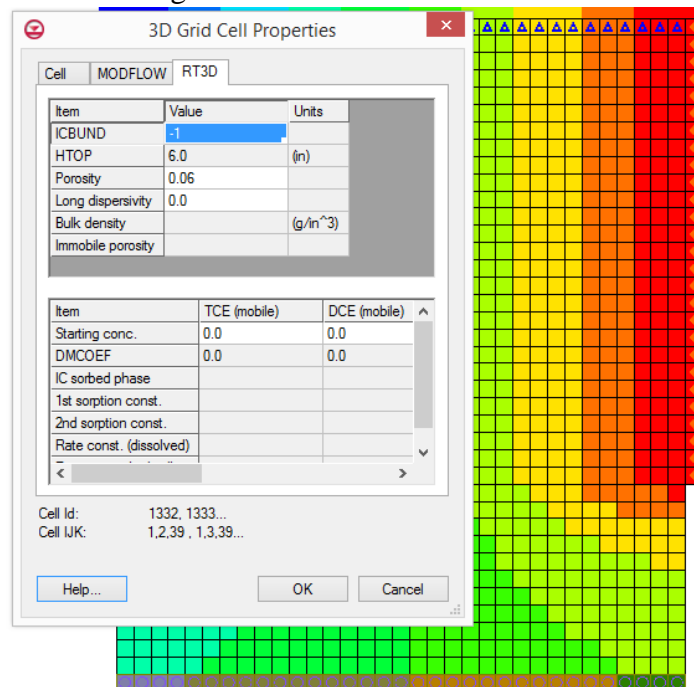 3D Grid Cell Properties
Cell MODFLOW RT3D
Item Value Units
ICBUND -1
HTOP 6.0 (in)
Porosity 0.06
Long dispersivity 0.0
Bulk density (g/in^3)
Immobile porosity
Item TCE (mobile) DCE (mobile)
Starting conc. 0.0 0.0
DMCOEF 0.0 0.0
IC sorbed phase
1st sorption const.
2nd sorption const.
Rate const. (dissolved)
Cell Id: 1332, 1333...
Cell IJK: 1,2,39 , 1,3,39...
Help... OK Cancel